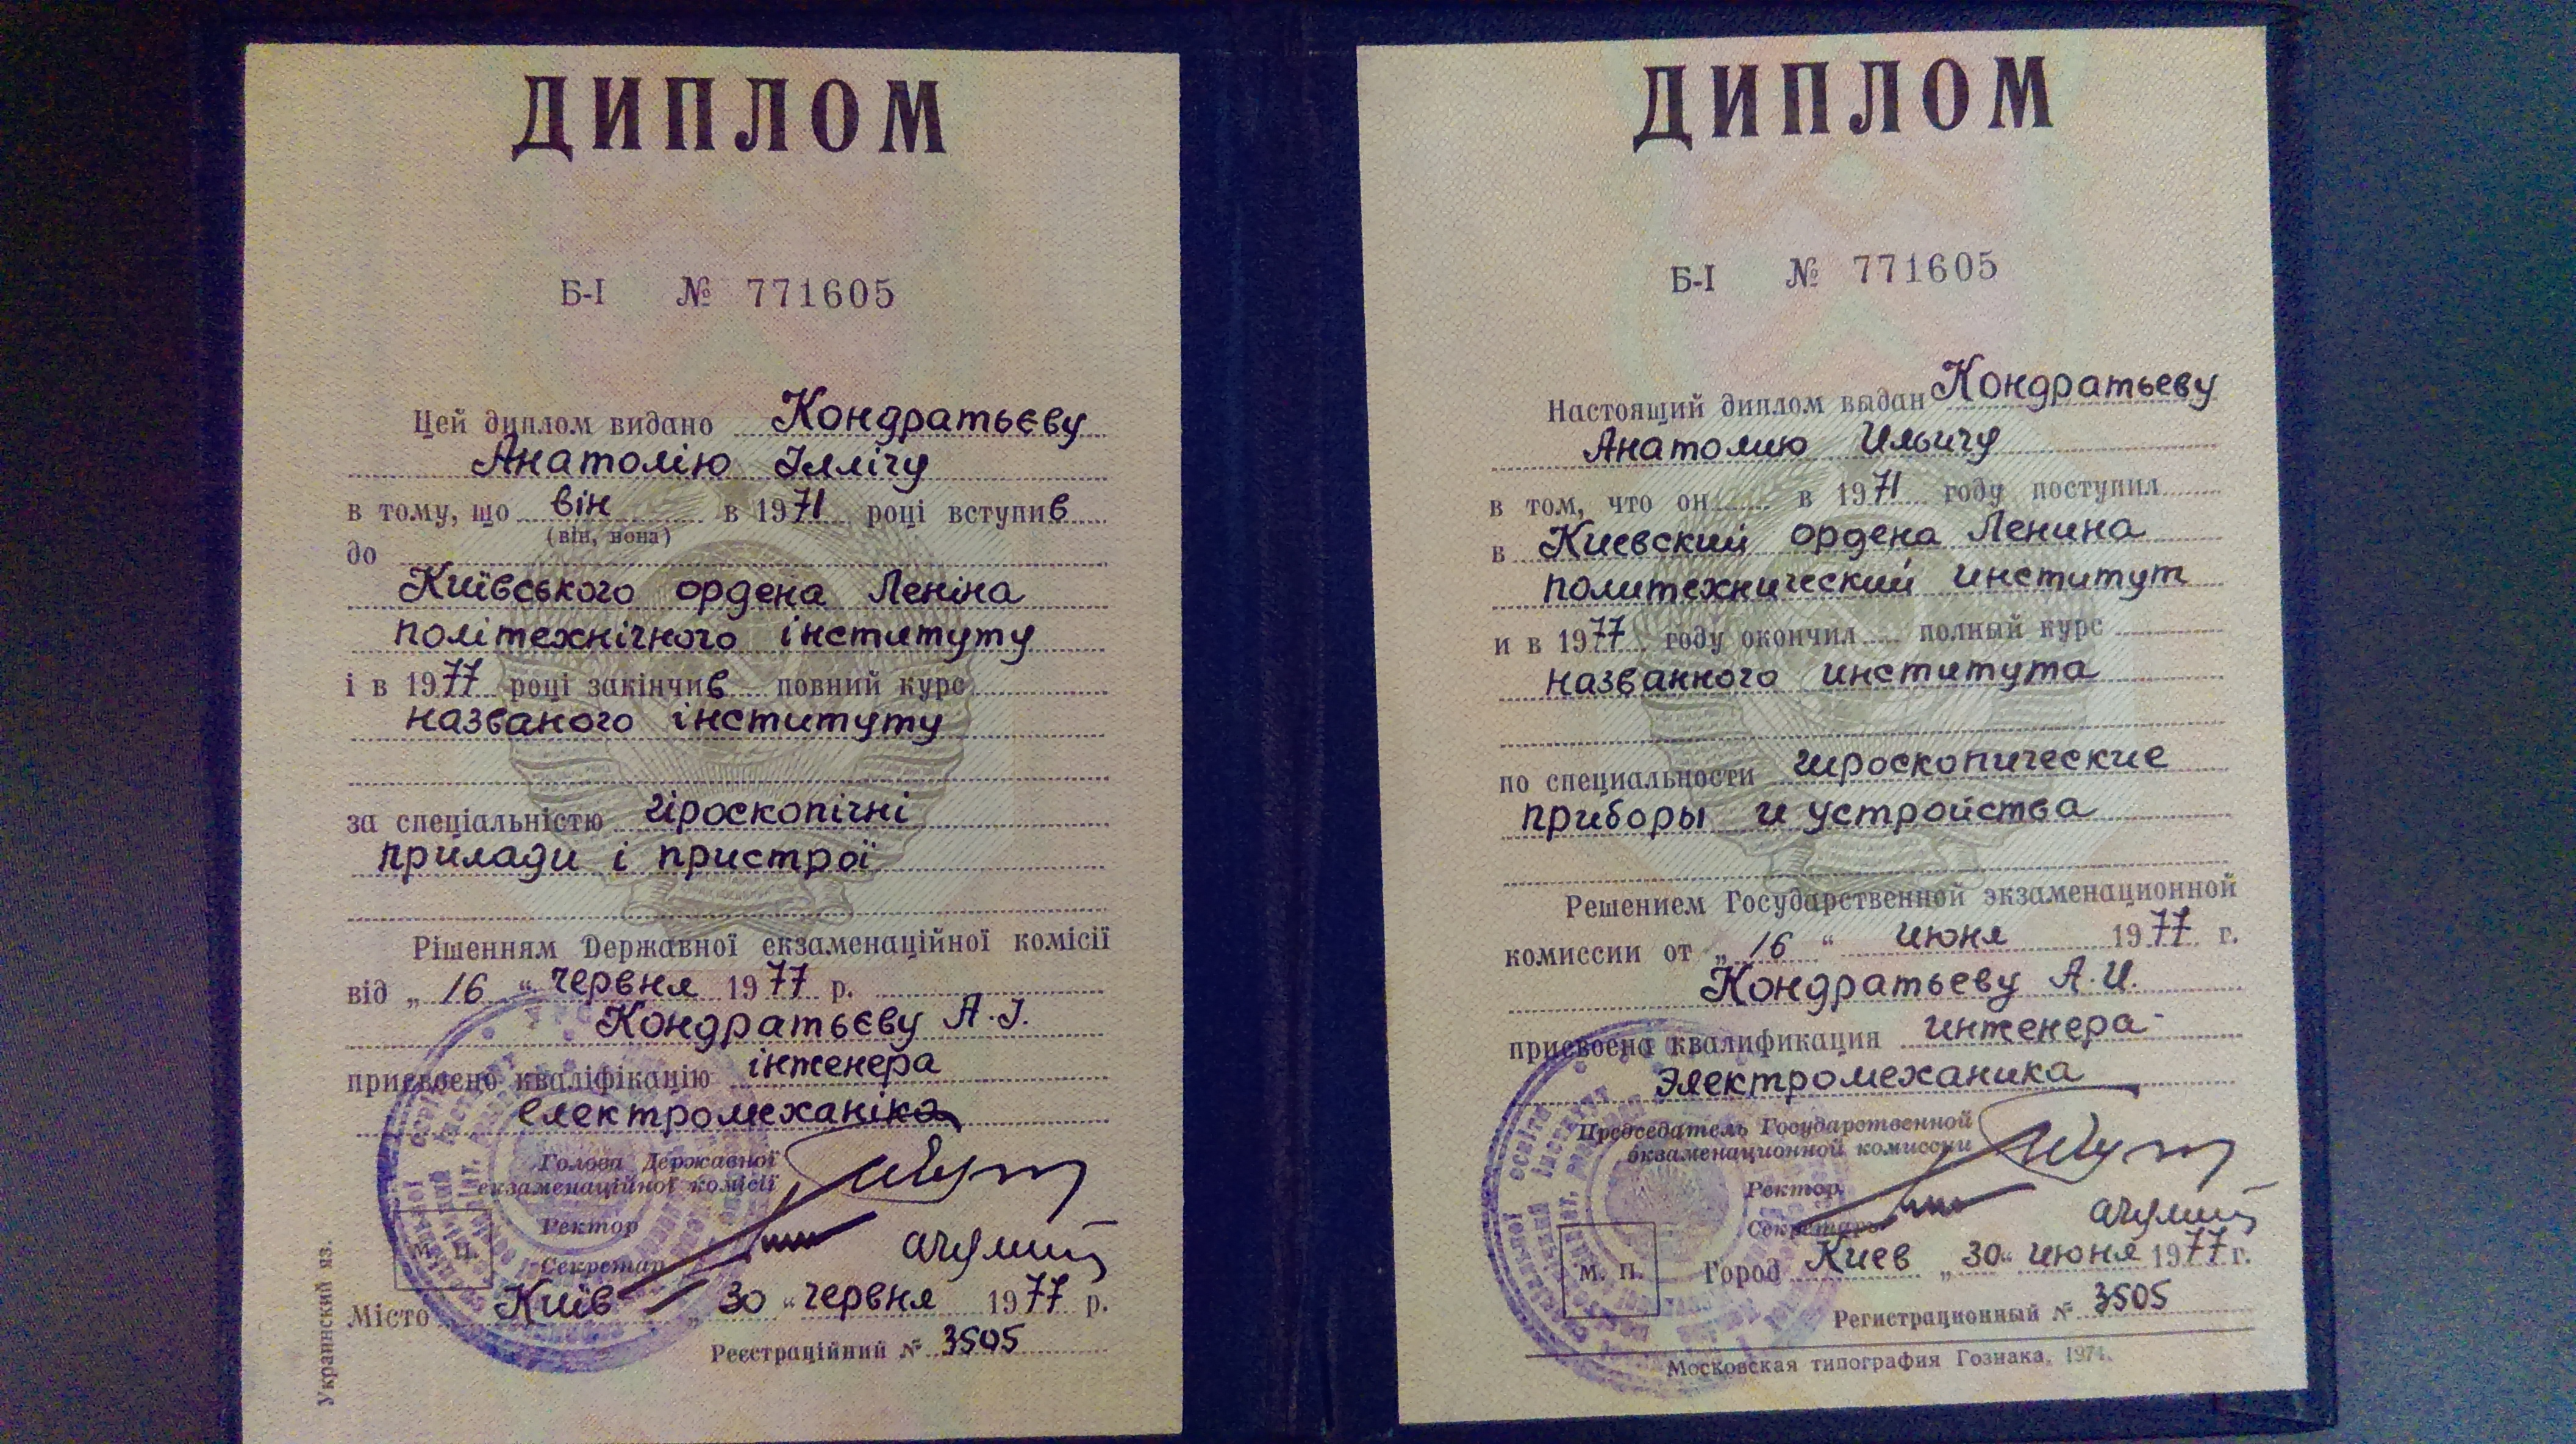 ДИПЛОМ
Б-I № 771605
Цей диплом видано Кондратьєву
Анатолію Іллічу
в тому, що він в 1971 році вступив
(він, вона)
до
Київського ордена Леніна
політехнічного інституту
і в 1977 році закінчив повний курс
названого інституту
за спеціальністю гіроскопічні
прилади і пристрої
Рішенням Державної екзаменаційної комісії
від „16“ червня 1977 р.
Кондратьєву А.І.
присвоєно кваліфікацію інженера
електромеханіка
Голова Державної
екзаменаційної комісії
Ректор
Секретар
М. П.
Місто Київ „30“ червня 1977 р.
Реєстраційний № 3505
Украинский яз.
ДИПЛОМ
Б-I № 771605
Настоящий диплом выдан Кондратьеву
Анатолию Ильичу
в том, что он в 1971 году поступил
в Киевский ордена Ленина
политехнический институт
и в 1977 году окончил полный курс
названного института
по специальности гироскопические
приборы и устройства
Решением Государственной экзаменационной
комиссии от „16“ июня 1977 г.
Кондратьеву А.И.
присвоена квалификация инженера-
электромеханика
Председатель Государственной
экзаменационной комиссии
Ректор
Секретарь
М. П.
Город Киев „30“ июня 1977 г.
Регистрационный № 3505
Московская типография Гознака. 1974.